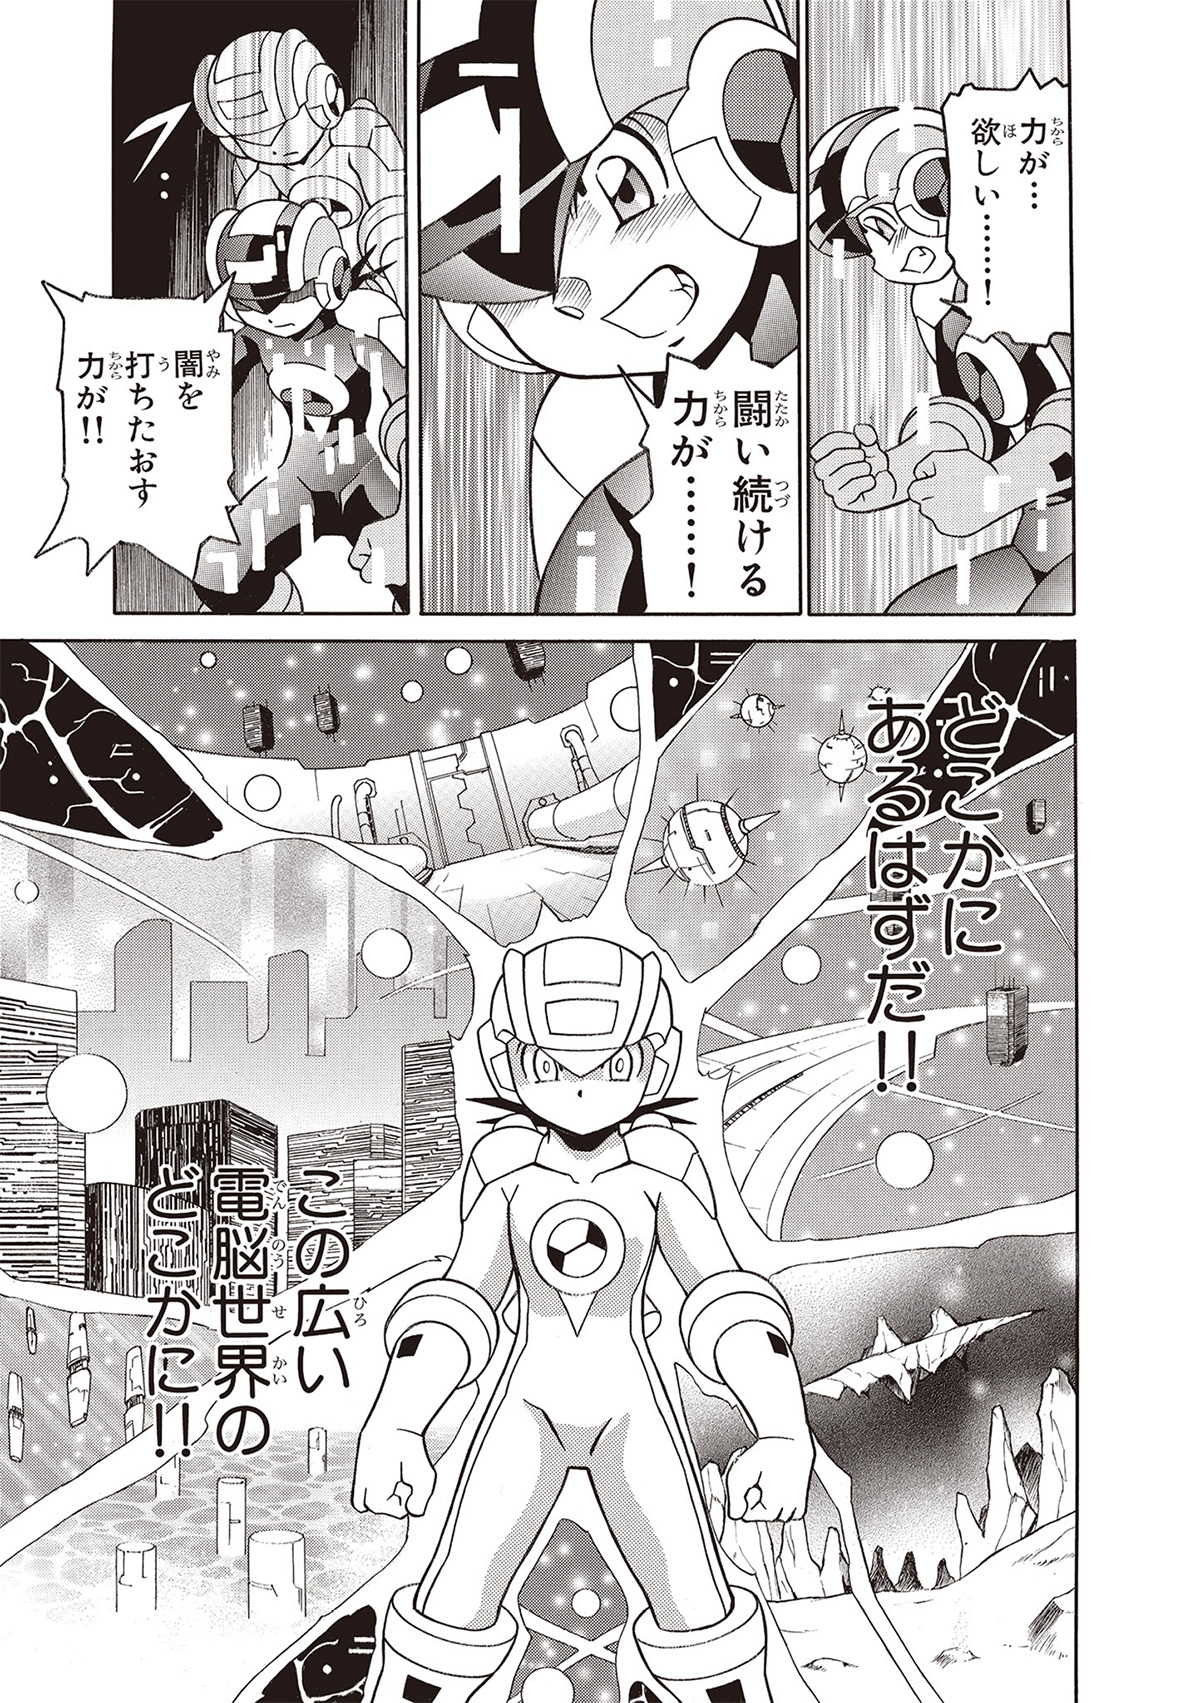 力が…
欲しい………!
闘い続ける
力が………!
闇を
打ちたおす
力が!!
どこかに
あるはずだ!!
この広い
電脳世界の
どこかに!!